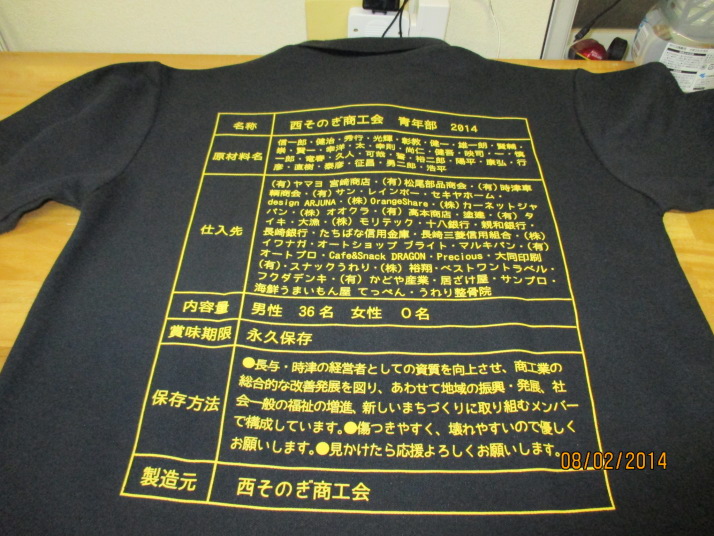 名称 西そのぎ商工会 青年部 2014
原材料名
信一郎・健治・秀行・光輝・彰教・健一・雄一朗・賢輔・
祺・賢一・幸洋・太・幸則・尚仁・健吾・映司・一・慎
一郎・竜春・久人・可哉・誉・裕二郎・陽平・康弘・行
彦・直樹・泰彦・征昌・勇二郎・浩平
仕入先
(有)ヤマヨ 宮崎商店・(有)松尾部品商会・(有)時津車
輌商会・(有)サン・レインボー・セキヤホーム・
design ARJUNA・(株)OrangeShare・(株)カーネットジャ
パン・(株)オオクラ・(有)高本商店・塗建・(有)タ
イキ・大漁・(株)モリテック・十八銀行・親和銀行・
長崎銀行・たちばな信用金庫・長崎三菱信用組合・(株)
イワナガ・オートショップ ブライト・マルキパン・(有)
オートプロ・Cafe&Snack DRAGON・Precious・大同印刷
(有)・スナックうれり・(株)裕翔・ベストワントラベル・
フクダデンキ・(有)かどや産業・居ざけ屋・サンプロ・
海鮮うまいもん屋 てっぺん・うれり整骨院
内容量 男性 36名 女性 0名
賞味期限 永久保存
保存方法
●長与・時津の経営者としての資質を向上させ、商工業の
総合的な改善発展を図り、あわせて地域の振興・発展、社
会一般の福祉の増進、新しいまちづくりに取り組むメンバー
で構成しています。●傷つきやすく、壊れやすいので優しく
お願いします。●見かけたら応援よろしくお願いします。
製造元 西そのぎ商工会
08/02/2014